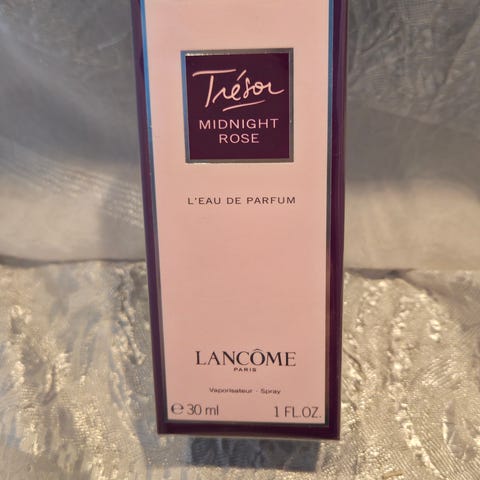 Trésor
MIDNIGHT
ROSE
L'EAU DE PARFUM
LANCÔME
PARIS
Vaporisateur - Spray
℮ 30 ml 1 FL.OZ.